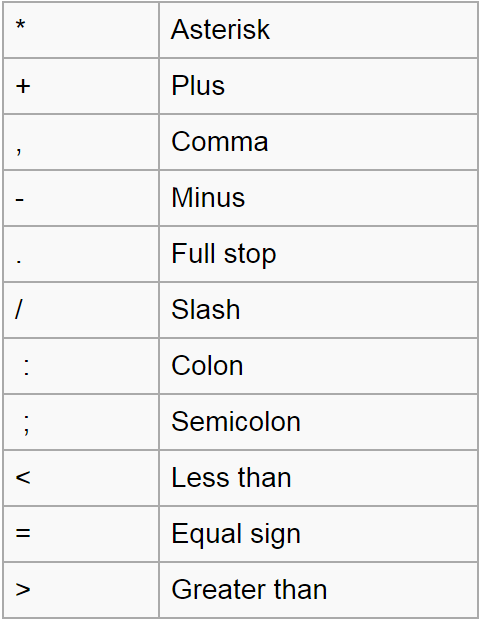 * Asterisk
+ Plus
, Comma
- Minus
. Full stop
/ Slash
: Colon
; Semicolon
< Less than
= Equal sign
> Greater than